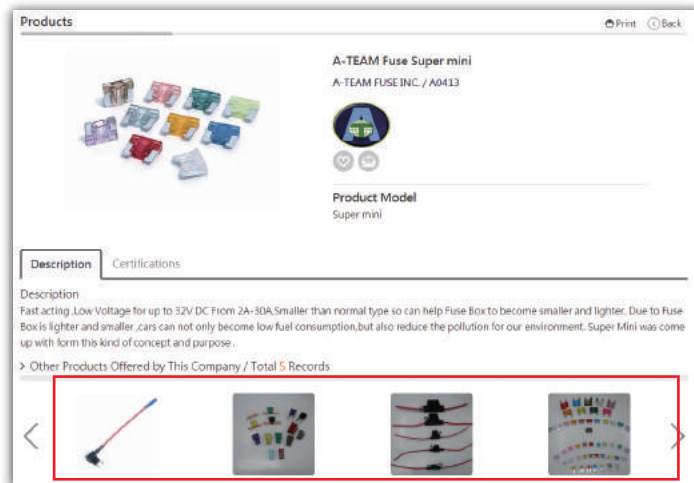 Products
Print
Back
A-TEAM Fuse Super mini
A-TEAM FUSE INC. / A0413
Product Model
Super mini
Description
Certifications
Description
Fast acting ,Low Voltage for up to 32V DC From 2A-30A,Smaller than normal type so can help Fuse Box to become smaller and lighter. Due to Fuse
Box is lighter and smaller ,cars can not only become low fuel consumption,but also reduce the pollution for our environment. Super Mini was come
up with form this kind of concept and purpose .
> Other Products Offered by This Company / Total 5 Records